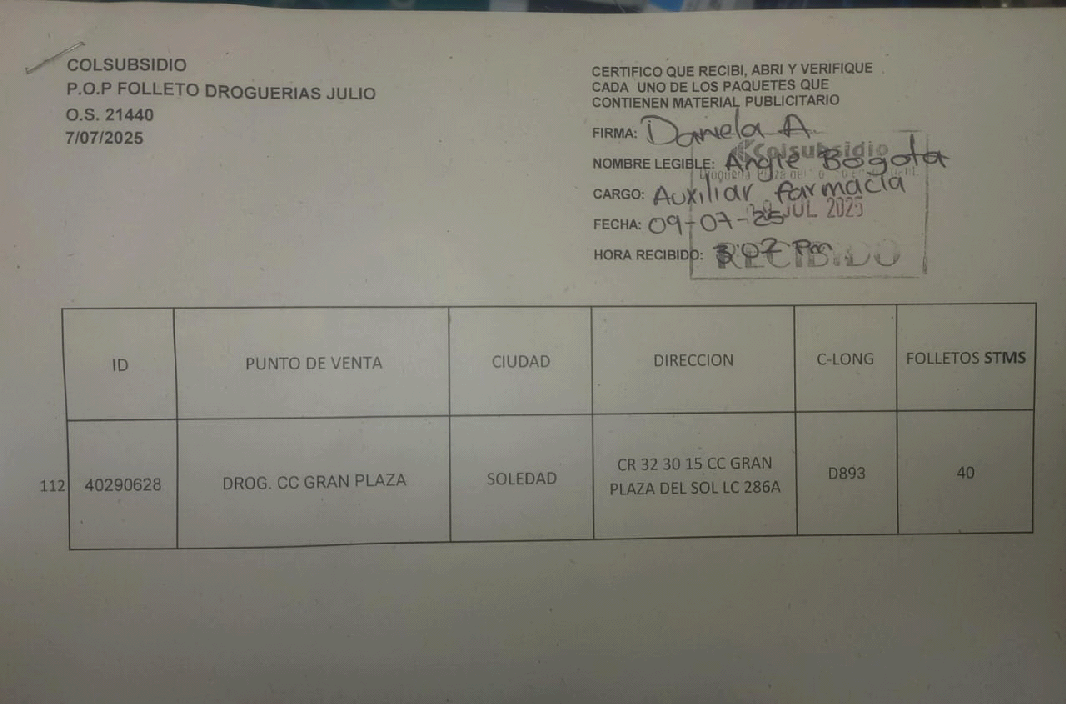 COLSUBSIDIO
P.O.P FOLLETO DROGUERIAS JULIO
O.S. 21440
7/07/2025
CERTIFICO QUE RECIBI, ABRI Y VERIFIQUE
CADA UNO DE LOS PAQUETES QUE
CONTIENEN MATERIAL PUBLICITARIO
FIRMA: Daniela A.
NOMBRE LEGIBLE: Angie Bogota
CARGO: Auxiliar farmacia
FECHA: 09-07-25
HORA RECIBIDO: 3:07 Pm
Colsubsidio
JUL 2025
RECIBIDO
ID PUNTO DE VENTA CIUDAD DIRECCION C-LONG FOLLETOS STMS
112 40290628 DROG. CC GRAN PLAZA SOLEDAD CR 32 30 15 CC GRAN PLAZA DEL SOL LC 286A D893 40